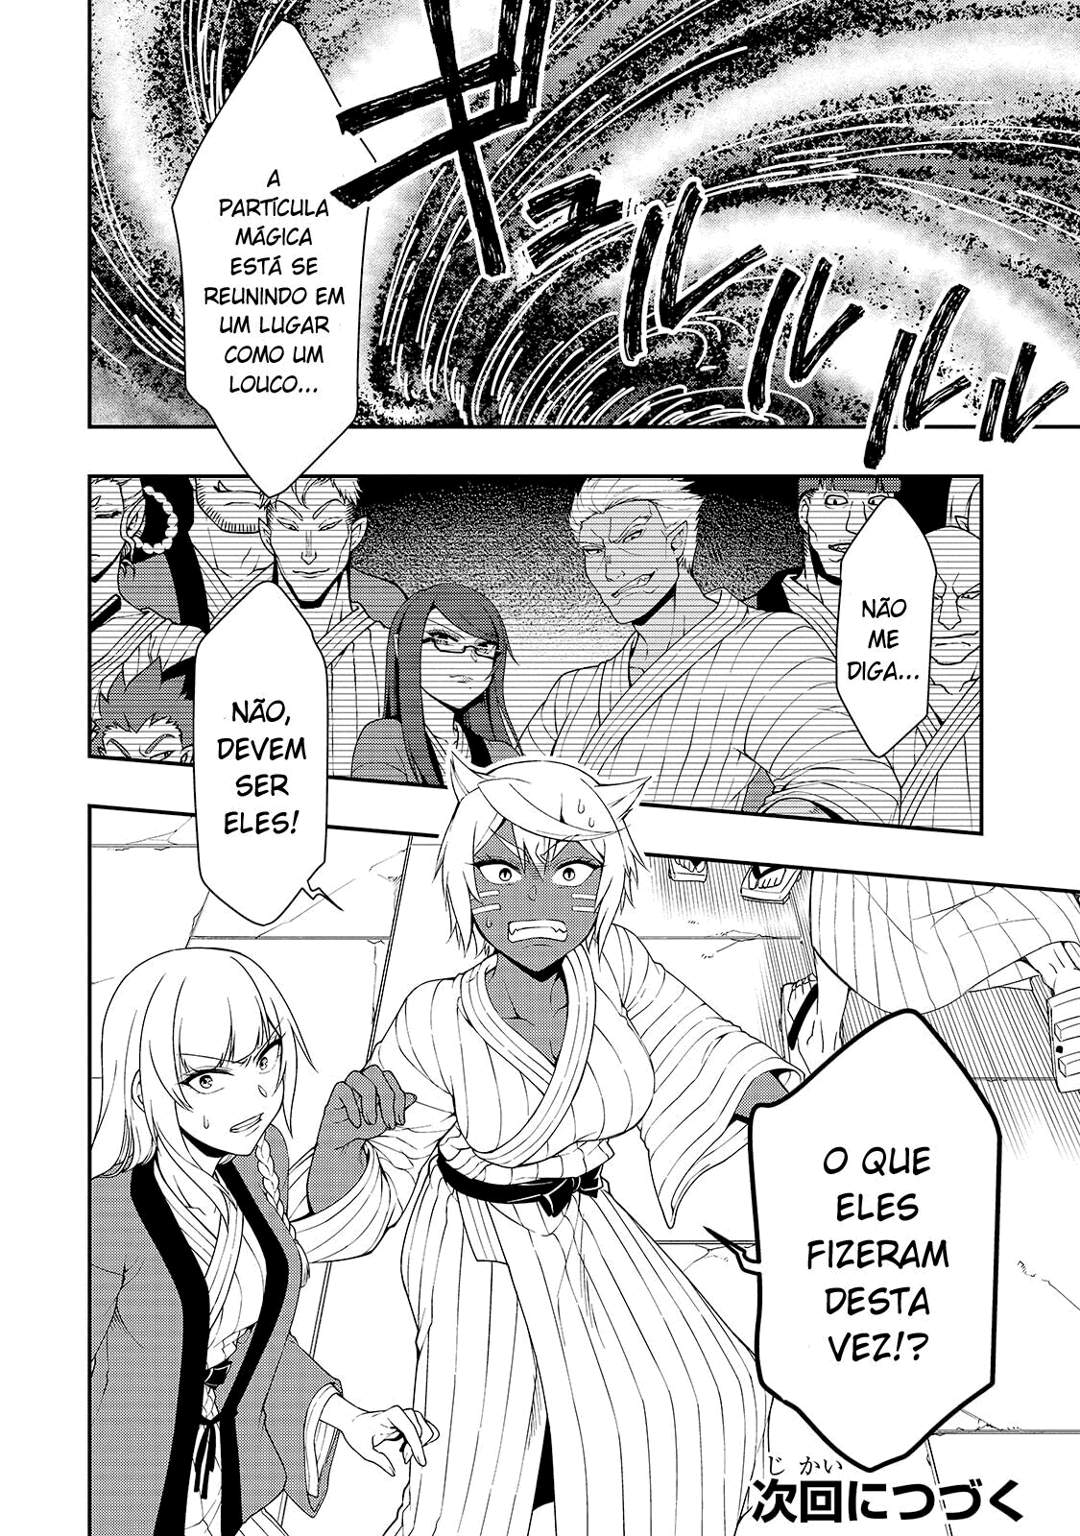 ギュルルルル
A
PARTÍCULA
MÁGICA
ESTÁ SE
REUNINDO EM
UM LUGAR
COMO UM
LOUCO...
NÃO
ME
DIGA...
NÃO,
DEVEM
SER
ELES!
O QUE
ELES
FIZERAM
DESTA
VEZ!?
じかい
次回につづく